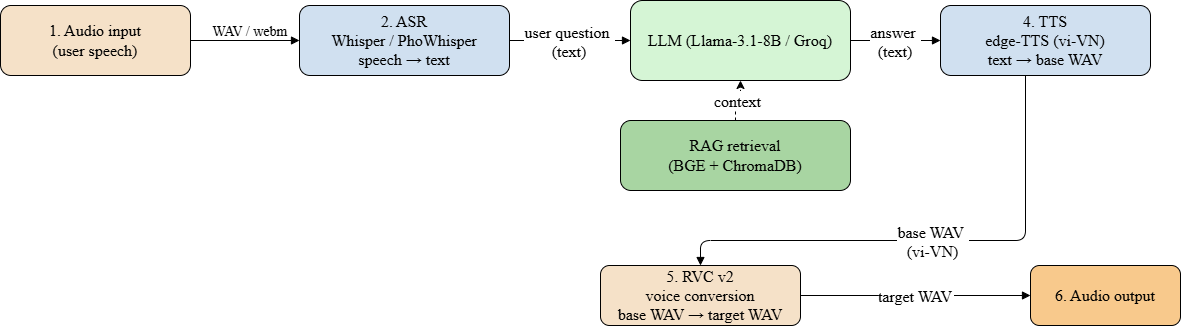 1. Audio input
(user speech)
WAV / webm
2. ASR
Whisper / PhoWhisper
speech → text
user question
(text)
LLM (Llama-3.1-8B / Groq)
answer
(text)
4. TTS
edge-TTS (vi-VN)
text → base WAV
context
RAG retrieval
(BGE + ChromaDB)
base WAV
(vi-VN)
5. RVC v2
voice conversion
base WAV → target WAV
target WAV
6. Audio output